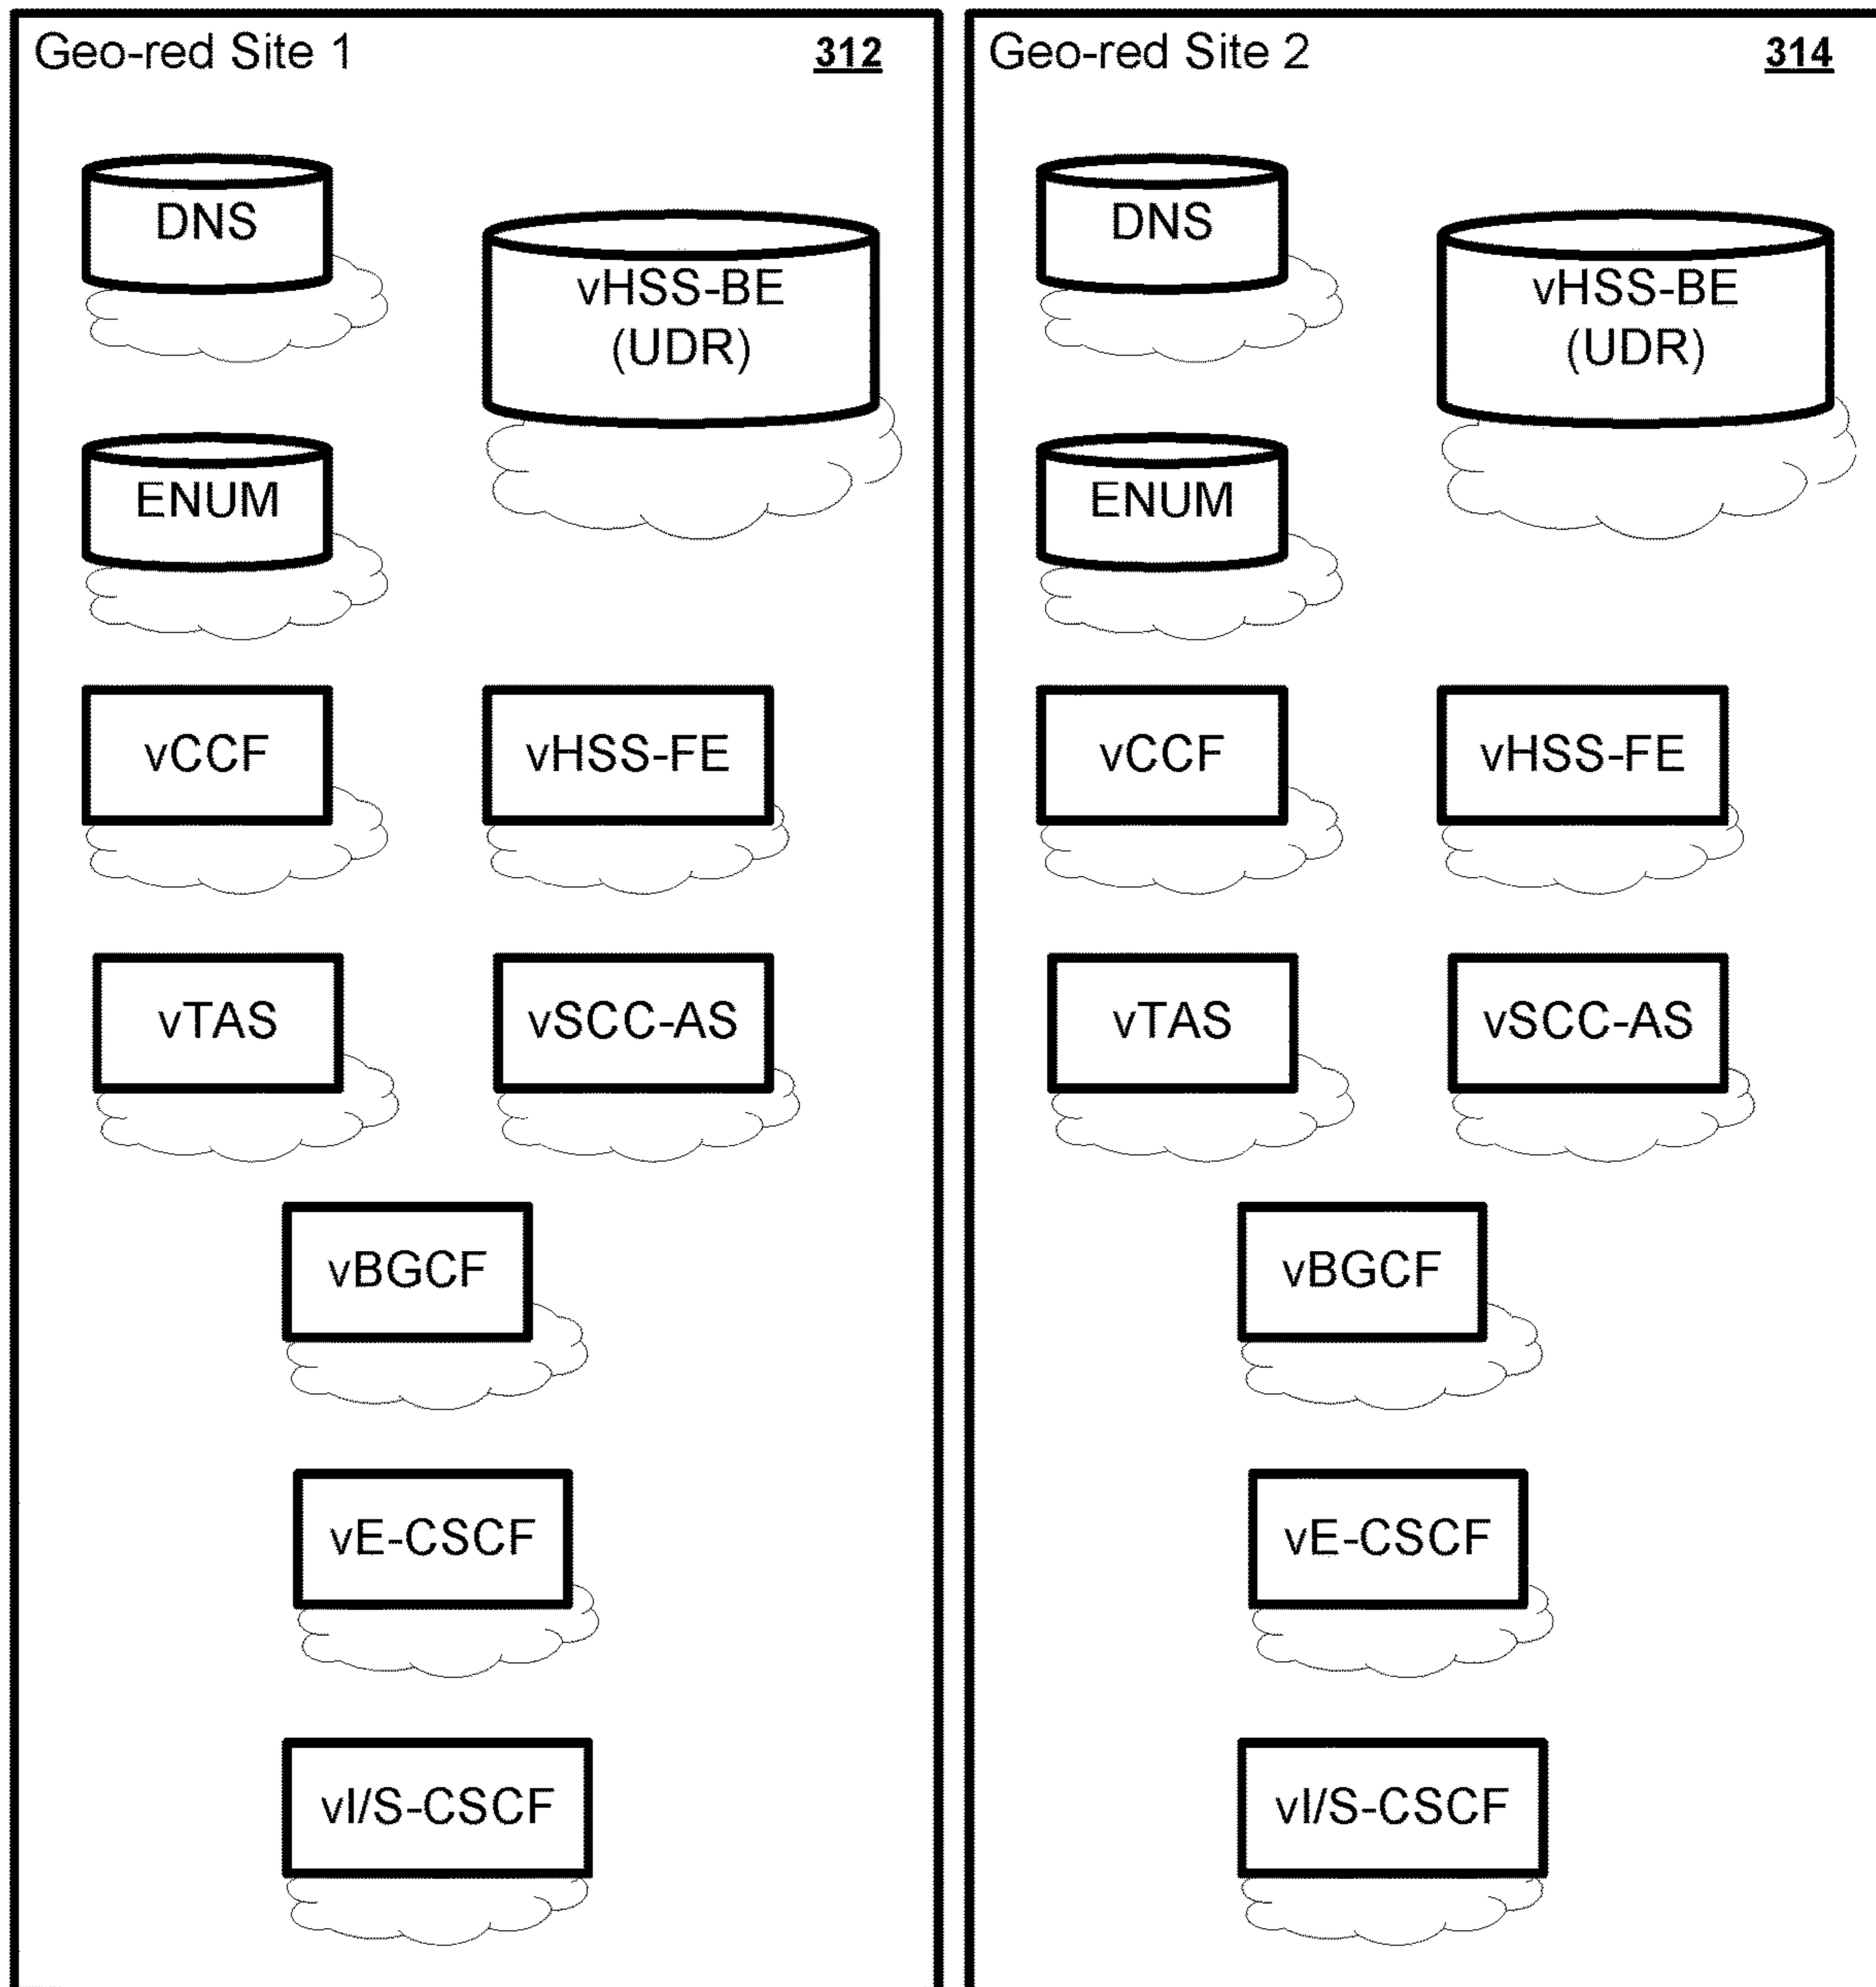 Geo-red Site 1
312
DNS
vHSS-BE
(UDR)
ENUM
vCCF
vHSS-FE
vTAS
vSCC-AS
vBGCF
vE-CSCF
vI/S-CSCF
Geo-red Site 2
314
DNS
vHSS-BE
(UDR)
ENUM
vCCF
vHSS-FE
vTAS
vSCC-AS
vBGCF
vE-CSCF
vI/S-CSCF